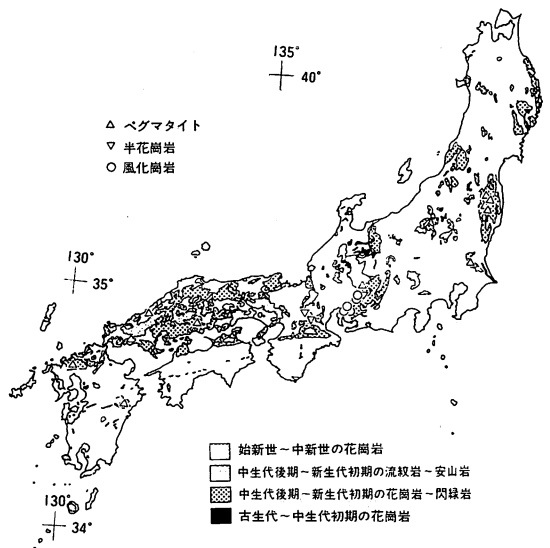 135°
40°
△ ペグマタイト
▽ 半花崗岩
○ 風化崗岩
130°
35°
始新世～中新世の花崗岩
中生代後期～新生代初期の流紋岩～安山岩
中生代後期～新生代初期の花崗岩～閃緑岩
古生代～中生代初期の花崗岩
130°
34°